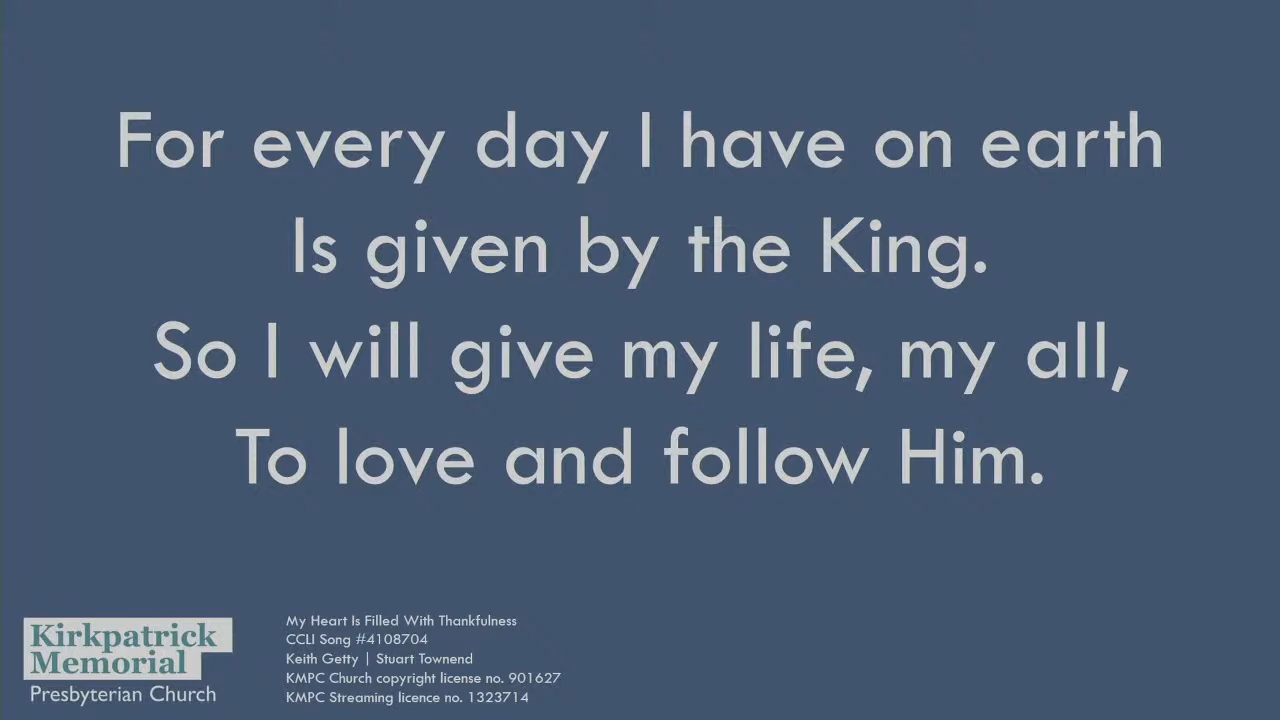 For every day I have on earth
Is given by the King.
So I will give my life, my all,
To love and follow Him.
Kirkpatrick
Memorial
Presbyterian Church
My Heart Is Filled With Thankfulness
CCLI Song #4108704
Keith Getty | Stuart Townend
KMPC Church copyright license no. 901627
KMPC Streaming licence no. 1323714